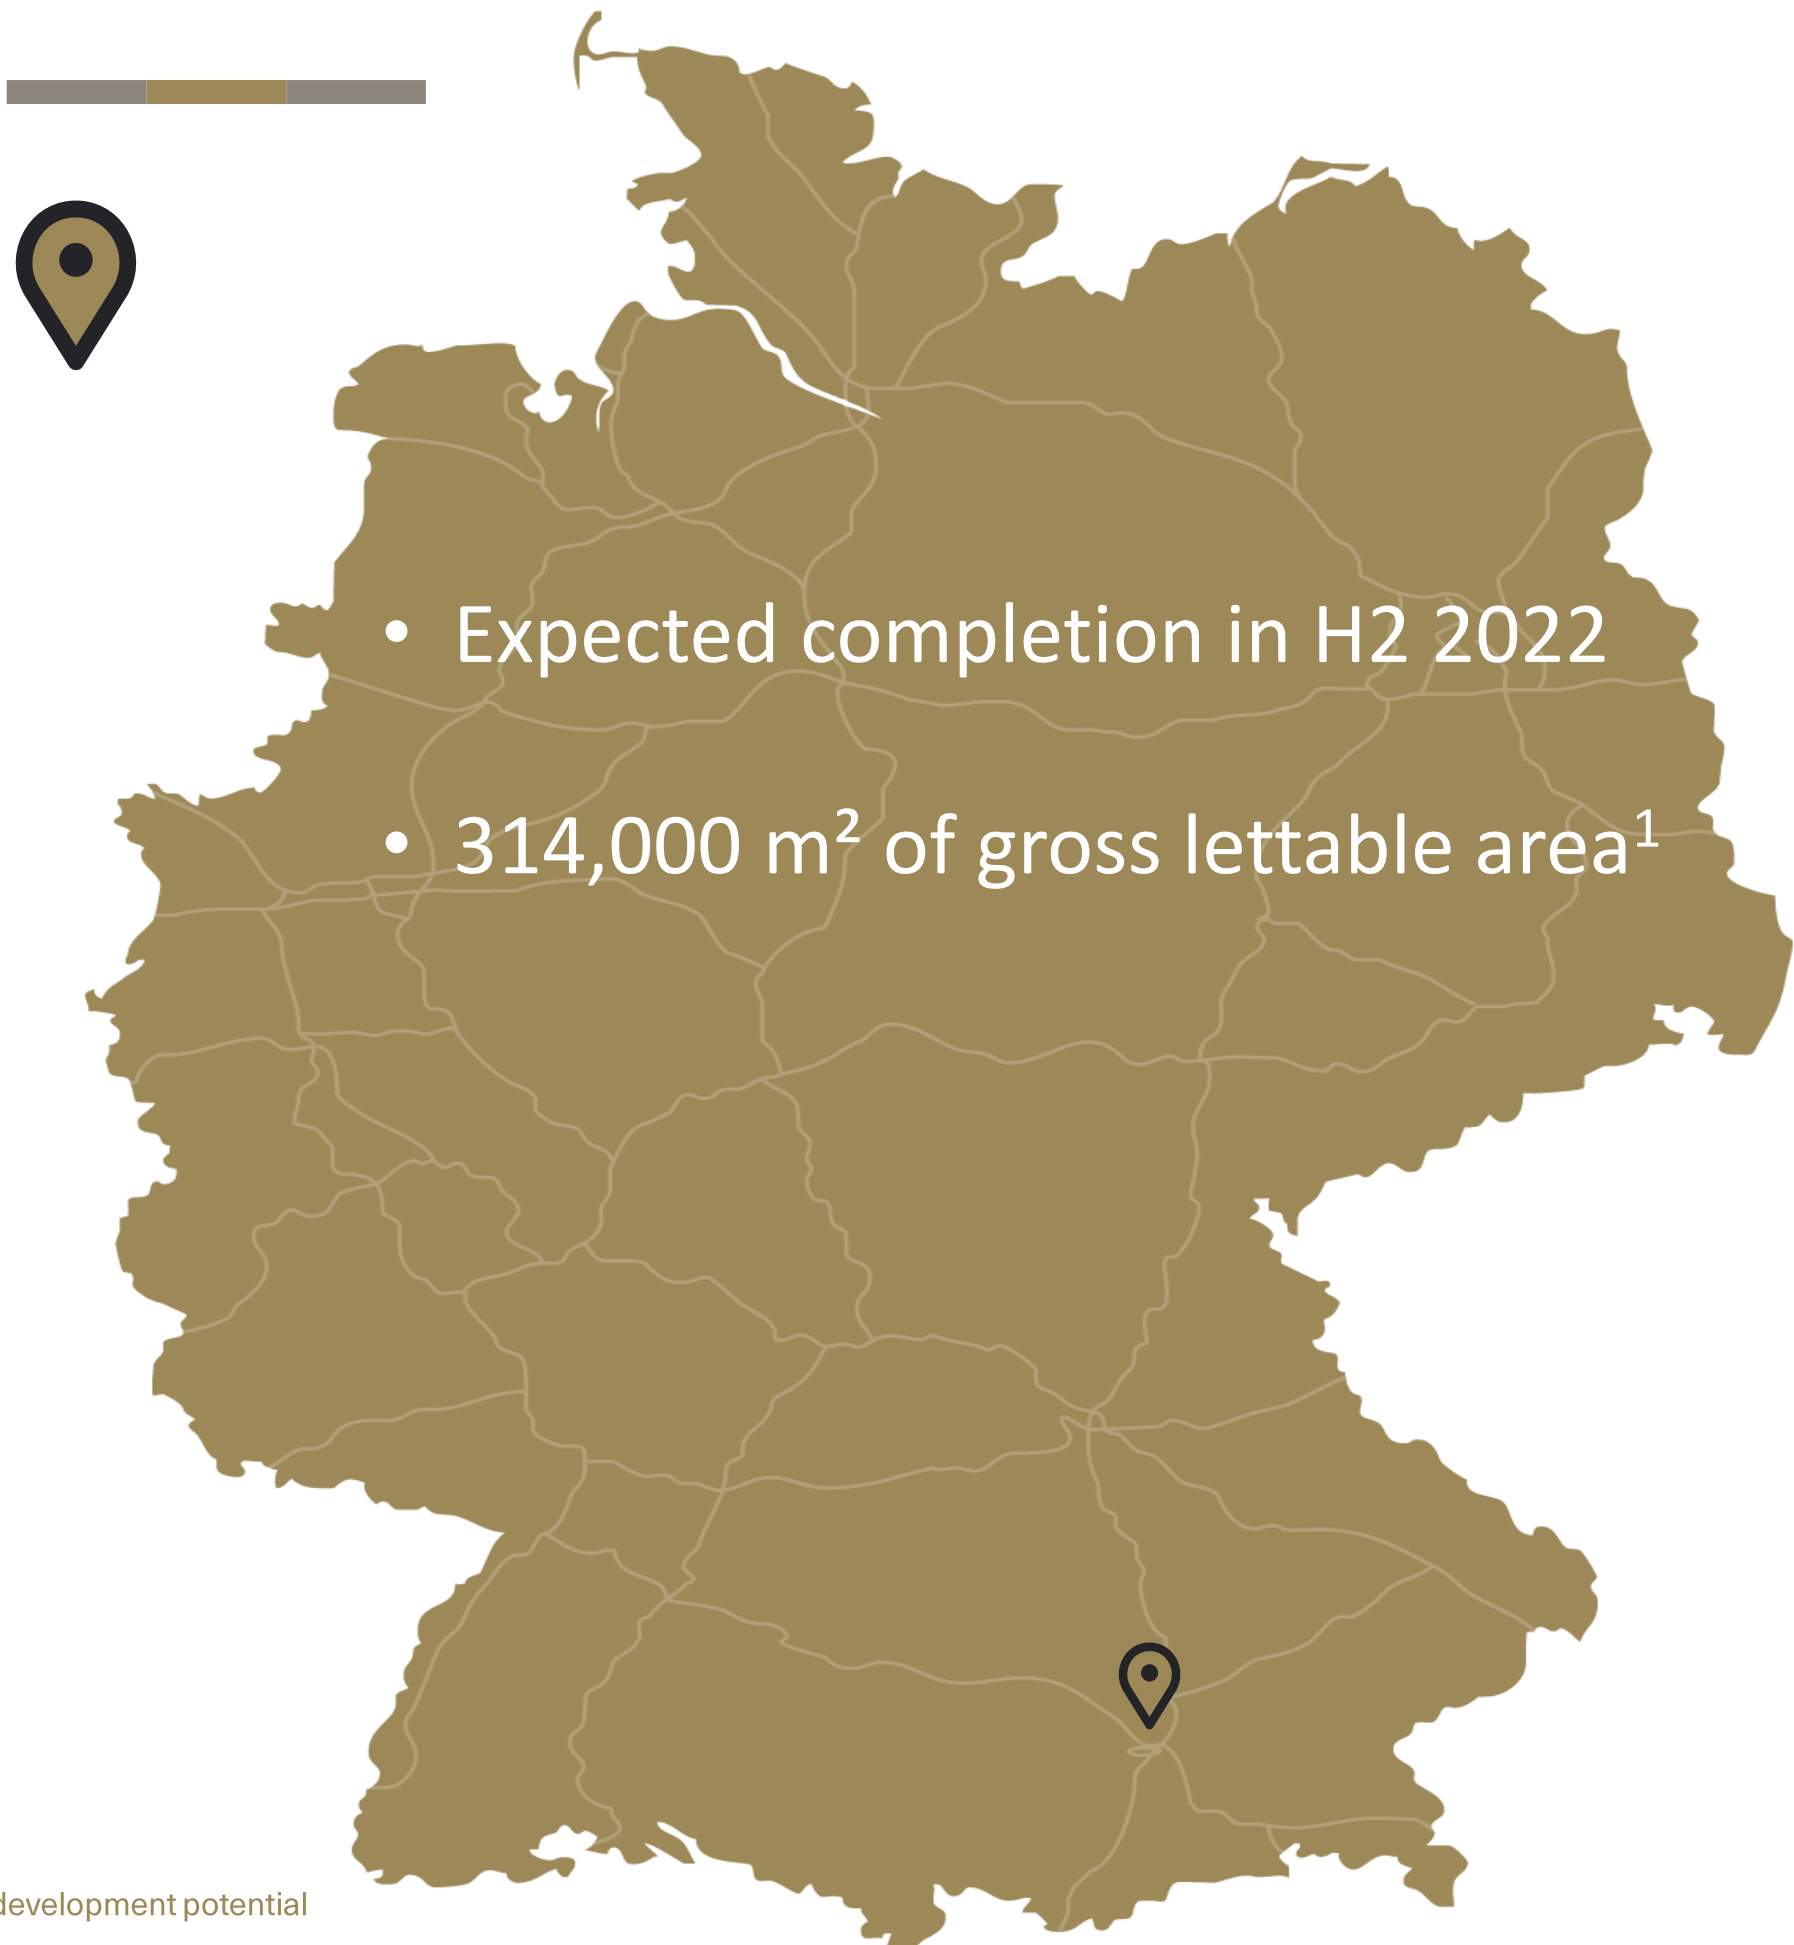 • Expected completion in H2 2022
• 314,000 m² of gross lettable area¹
development potential